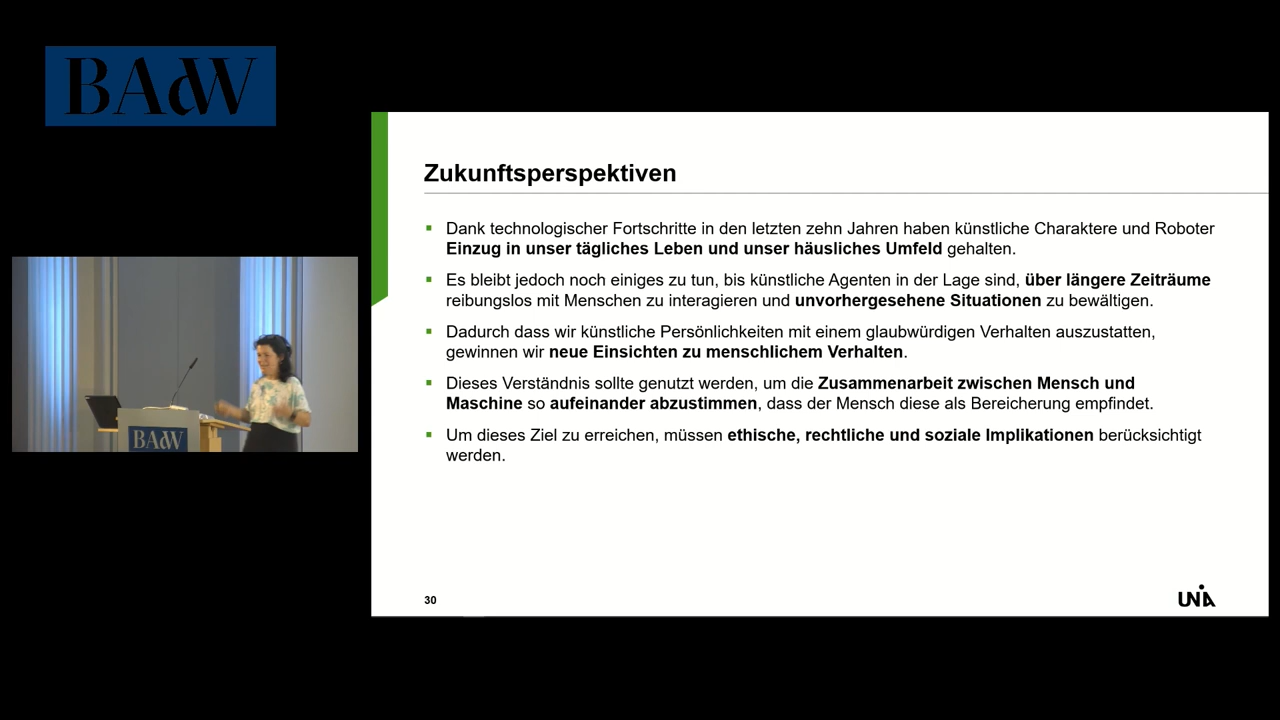 BAdW
Zukunftsperspektiven
Dank technologischer Fortschritte in den letzten zehn Jahren haben künstliche Charaktere und Roboter
Einzug in unser tägliches Leben und unser häusliches Umfeld gehalten.
Es bleibt jedoch noch einiges zu tun, bis künstliche Agenten in der Lage sind, über längere Zeiträume
reibungslos mit Menschen zu interagieren und unvorhergesehene Situationen zu bewältigen.
Dadurch dass wir künstliche Persönlichkeiten mit einem glaubwürdigen Verhalten auszustatten,
gewinnen wir neue Einsichten zu menschlichem Verhalten.
Dieses Verständnis sollte genutzt werden, um die Zusammenarbeit zwischen Mensch und
Maschine so aufeinander abzustimmen, dass der Mensch diese als Bereicherung empfindet.
Um dieses Ziel zu erreichen, müssen ethische, rechtliche und soziale Implikationen berücksichtigt
werden.
BAdW
30
UNIA